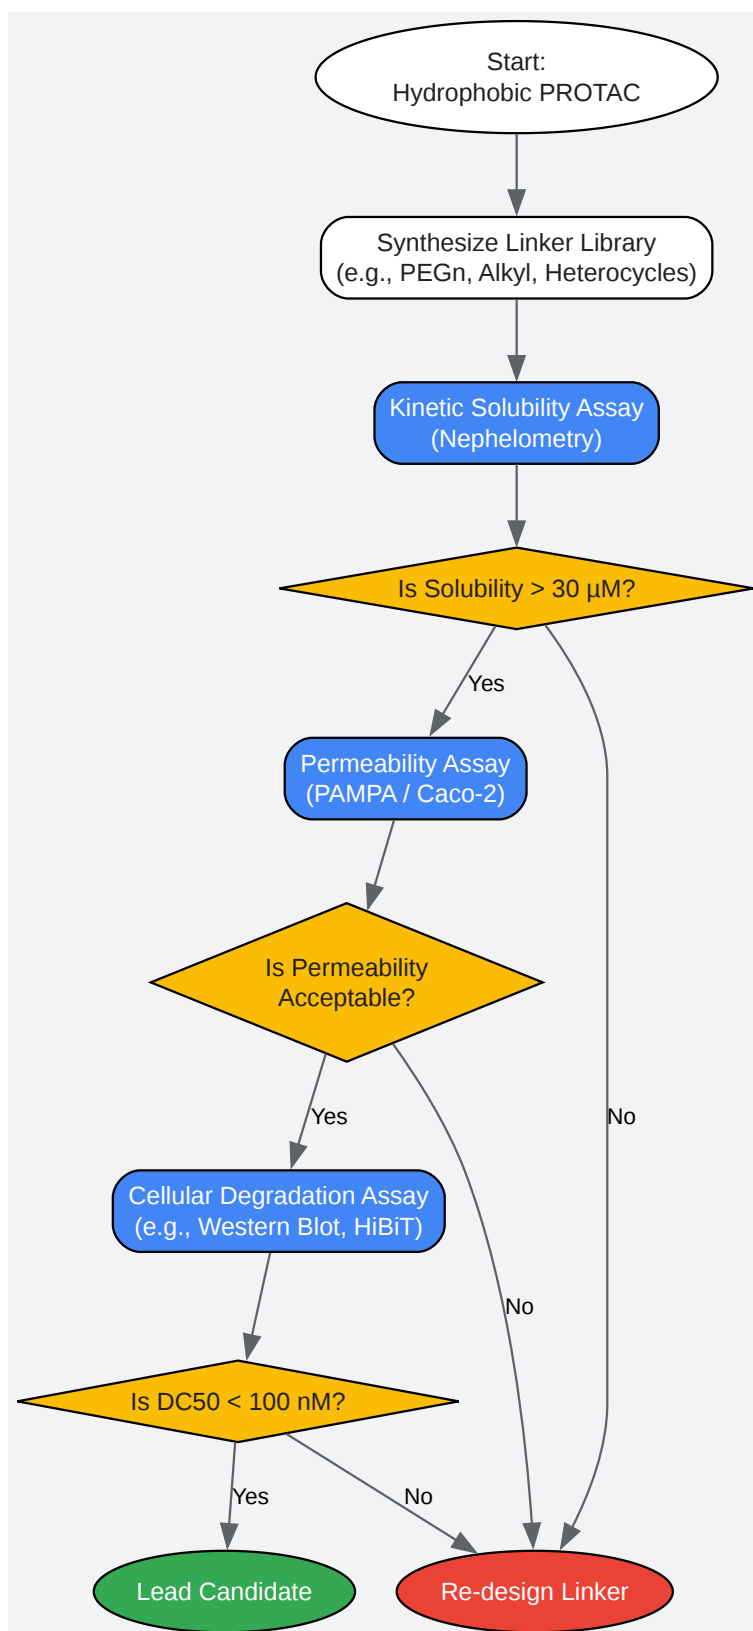 Start:
Hydrophobic PROTAC
Synthesize Linker Library
(e.g., PEGn, Alkyl, Heterocycles)
Kinetic Solubility Assay
(Nephelometry)
Is Solubility > 30 µM?
Yes
Permeability Assay
(PAMPA / Caco-2)
Is Permeability
Acceptable?
Yes
No
Cellular Degradation Assay
(e.g., Western Blot, HiBiT)
No
Is DC50 < 100 nM?
Yes
No
Lead Candidate
Re-design Linker